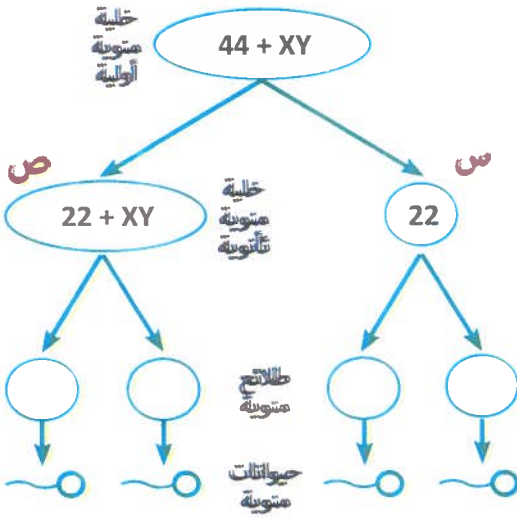 خلية
منوية
أولية
44 + XY
ص
س
22 + XY
خلية
منوية
ثانوية
22
طلائع
منوية
حيوانات
منوية